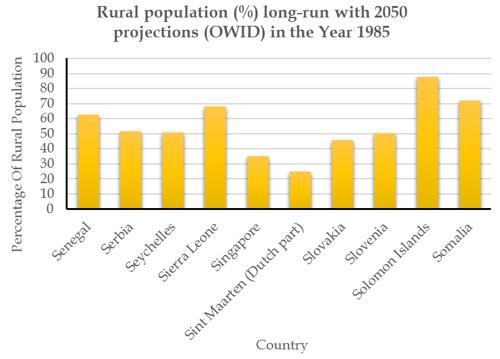 Rural population (%) long-run with 2050
projections (OWID) in the Year 1985
Percentage Of Rural Population
100
90
80
70
60
50
40
30
20
10
0
Senegal
Serbia
Seychelles
Sierra Leone
Singapore
Sint Maarten (Dutch part)
Slovakia
Slovenia
Solomon Islands
Somalia
Country